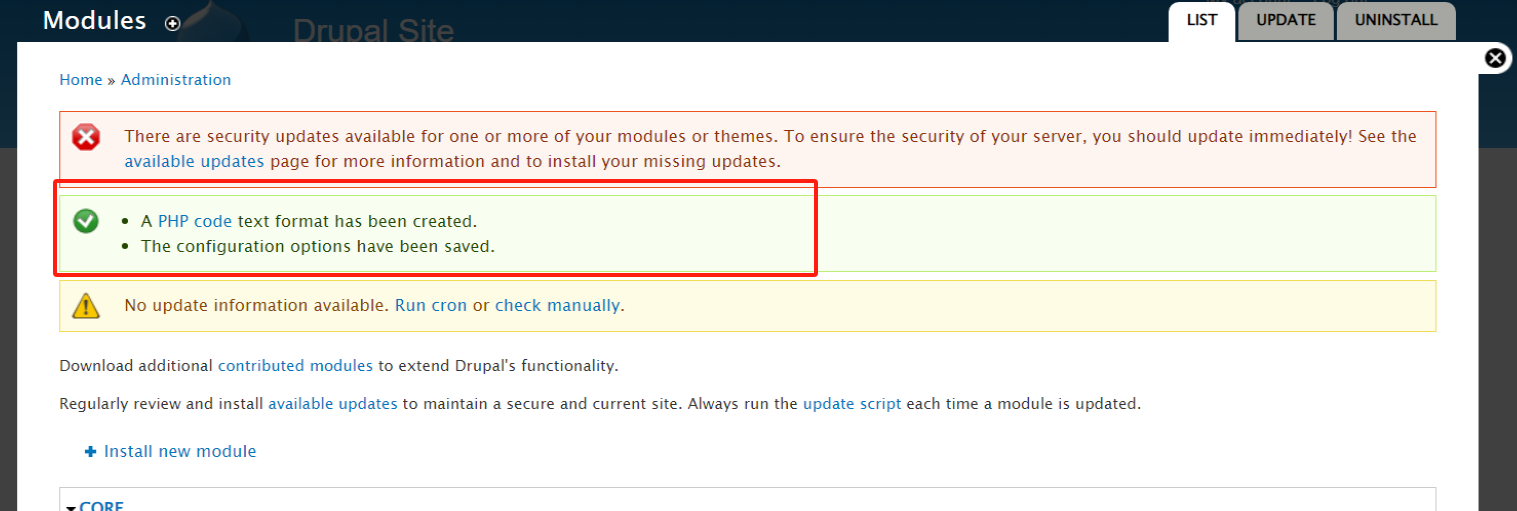 Modules
Drupal Site
LIST
UPDATE
UNINSTALL
Home » Administration
There are security updates available for one or more of your modules or themes. To ensure the security of your server, you should update immediately! See the
available updates page for more information and to install your missing updates.
• A PHP code text format has been created.
• The configuration options have been saved.
No update information available. Run cron or check manually.
Download additional contributed modules to extend Drupal's functionality.
Regularly review and install available updates to maintain a secure and current site. Always run the update script each time a module is updated.
+ Install new module
CORE